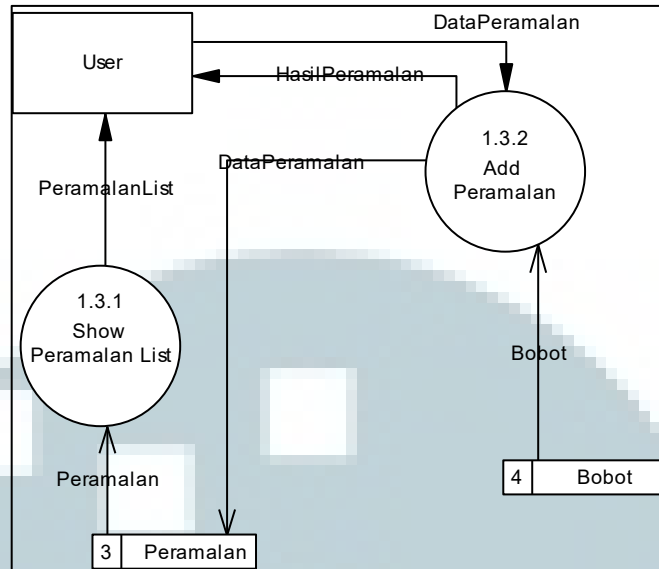 DataPeramalan
User
HasilPeramalan
1.3.2
Add
Peramalan
DataPeramalan
PeramalanList
1.3.1
Show
Peramalan List
Bobot
Peramalan
4 Bobot
3 Peramalan